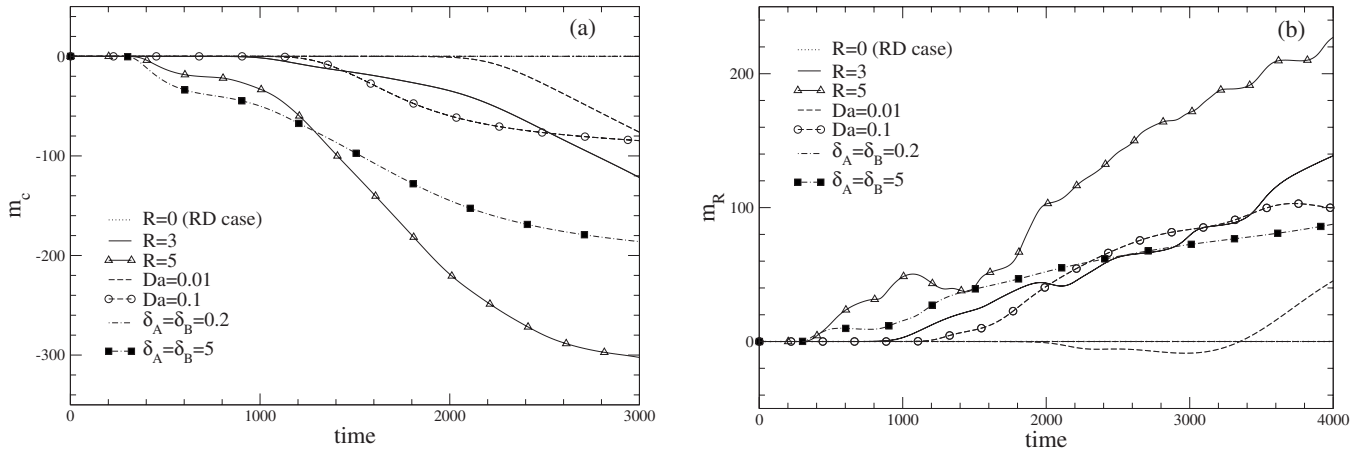 (a)
0
-100
-200
-300
m_c
R=0 (RD case)
R=3
R=5
Da=0.01
Da=0.1
δ_A=δ_B=0.2
δ_A=δ_B=5
0 1000 2000 3000
time
(b)
200
100
0
m_R
R=0 (RD case)
R=3
R=5
Da=0.01
Da=0.1
δ_A=δ_B=0.2
δ_A=δ_B=5
0 1000 2000 3000 4000
time